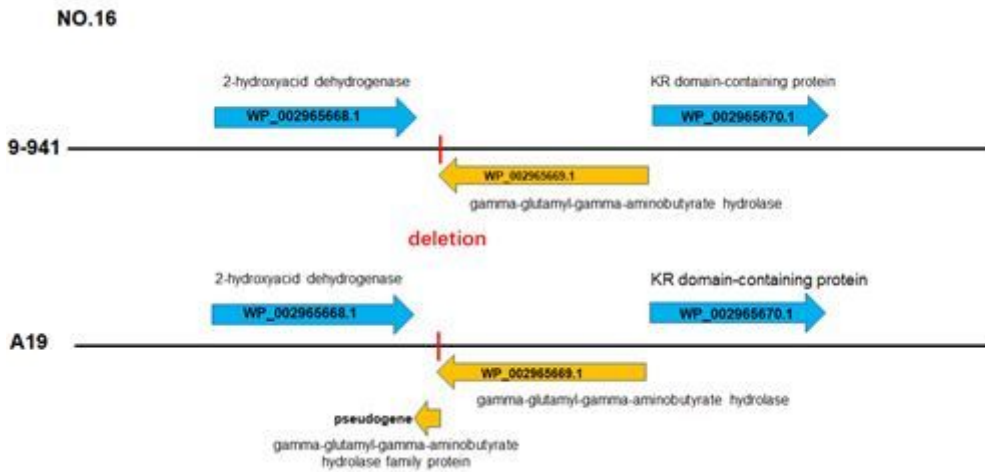 NO.16
2-hydroxyacid dehydrogenase
KR domain-containing protein
WP_002965668.1
WP_002965670.1
9-941
WP_002965669.1
gamma-glutamyl-gamma-aminobutyrate hydrolase
deletion
2-hydroxyacid dehydrogenase
KR domain-containing protein
WP_002965668.1
WP_002965670.1
A19
WP_002965669.1
gamma-glutamyl-gamma-aminobutyrate hydrolase
pseudogene
gamma-glutamyl-gamma-aminobutyrate
hydrolase family protein